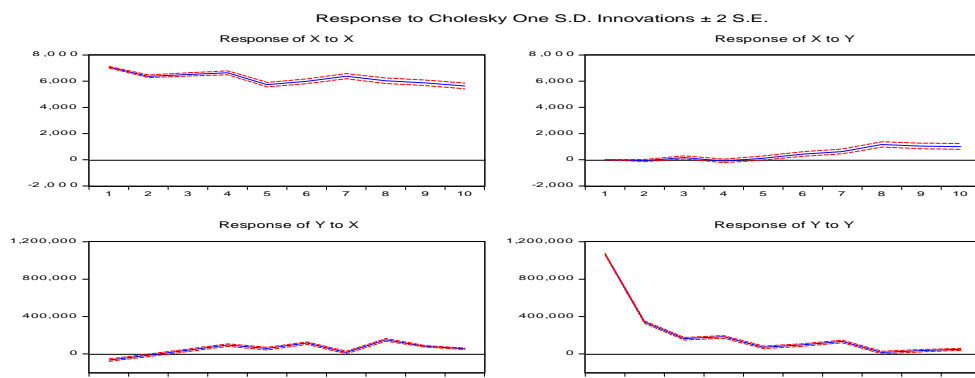 Response to Cholesky One S.D. Innovations ± 2 S.E.
Response of X to X
8,000
6,000
4,000
2,000
0
-2,000
1 2 3 4 5 6 7 8 9 10
Response of X to Y
8,000
6,000
4,000
2,000
0
-2,000
1 2 3 4 5 6 7 8 9 10
Response of Y to X
1,200,000
800,000
400,000
0
Response of Y to Y
1,200,000
800,000
400,000
0